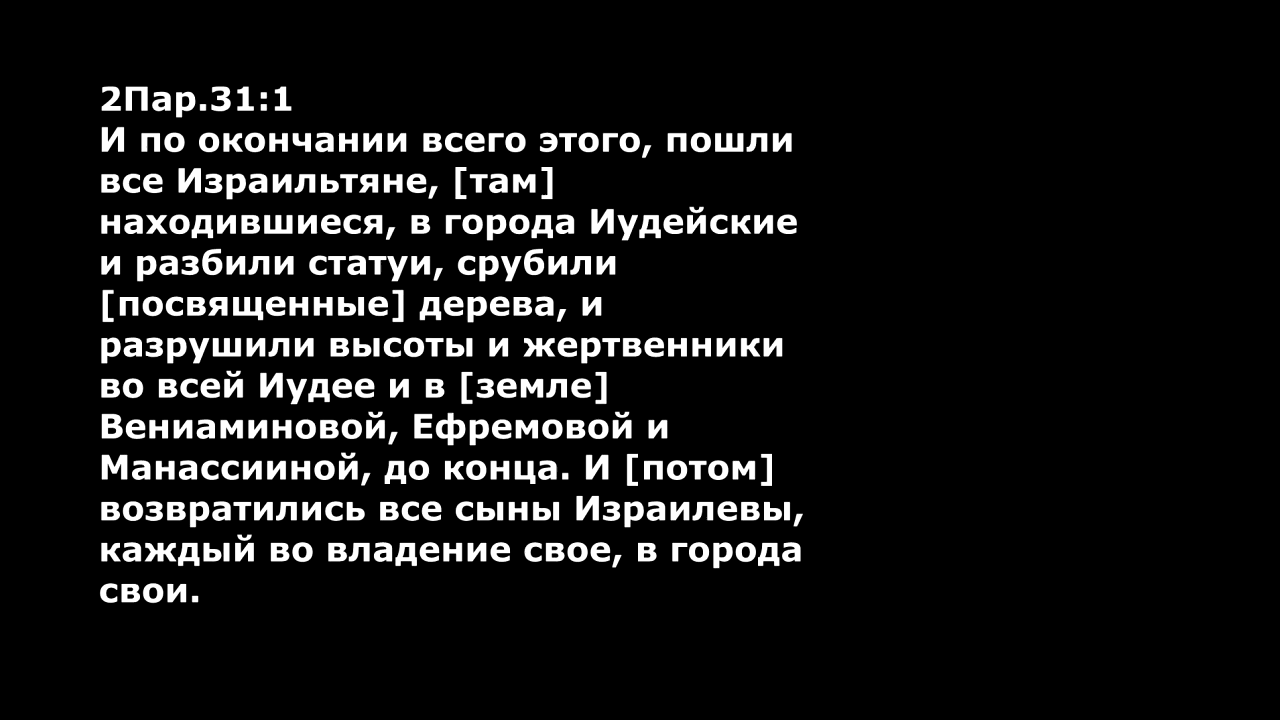 2Пар.31:1
И по окончании всего этого, пошли
все Израильтяне, [там]
находившиеся, в города Иудейские
и разбили статуи, срубили
[посвященные] дерева, и
разрушили высоты и жертвенники
во всей Иудее и в [земле]
Вениаминовой, Ефремовой и
Манассииной, до конца. И [потом]
возвратились все сыны Израилевы,
каждый во владение свое, в города
свои.